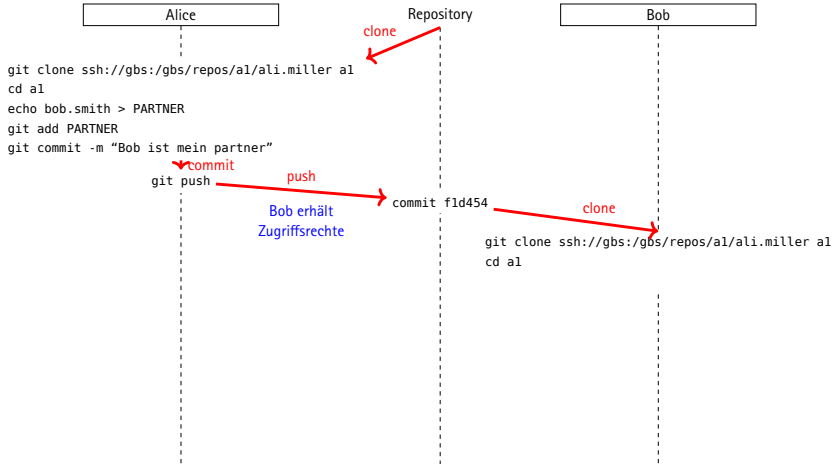 Alice
Repository
Bob
clone
git clone ssh://gbs:/gbs/repos/a1/ali.miller a1
cd a1
echo bob.smith > PARTNER
git add PARTNER
git commit -m “Bob ist mein partner”
commit
git push
push
commit f1d454
Bob erhält
Zugriffsrechte
clone
git clone ssh://gbs:/gbs/repos/a1/ali.miller a1
cd a1